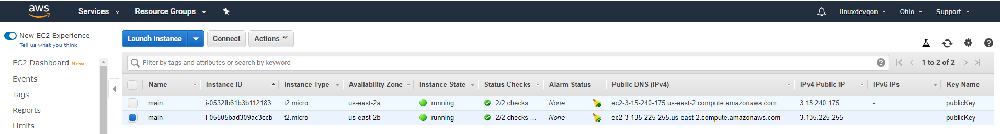 aws Services Resource Groups linuxdevgon Ohio Support
New EC2 Experience
Tell us what you think
EC2 Dashboard New
Events
Tags
Reports
Limits
Launch Instance Connect Actions
Filter by tags and attributes or search by keyword 1 to 2 of 2
Name Instance ID Instance Type Availability Zone Instance State Status Checks Alarm Status Public DNS (IPv4) IPv4 Public IP IPv6 IPs Key Name
main i-0532fb61b3b112183 t2.micro us-east-2a running 2/2 checks ... None ec2-3-15-240-175.us-east-2.compute.amazonaws.com 3.15.240.175 - publicKey
main i-05505bad309ac3ccb t2.micro us-east-2b running 2/2 checks ... None ec2-3-135-225-255.us-east-2.compute.amazonaws.com 3.135.225.255 - publicKey